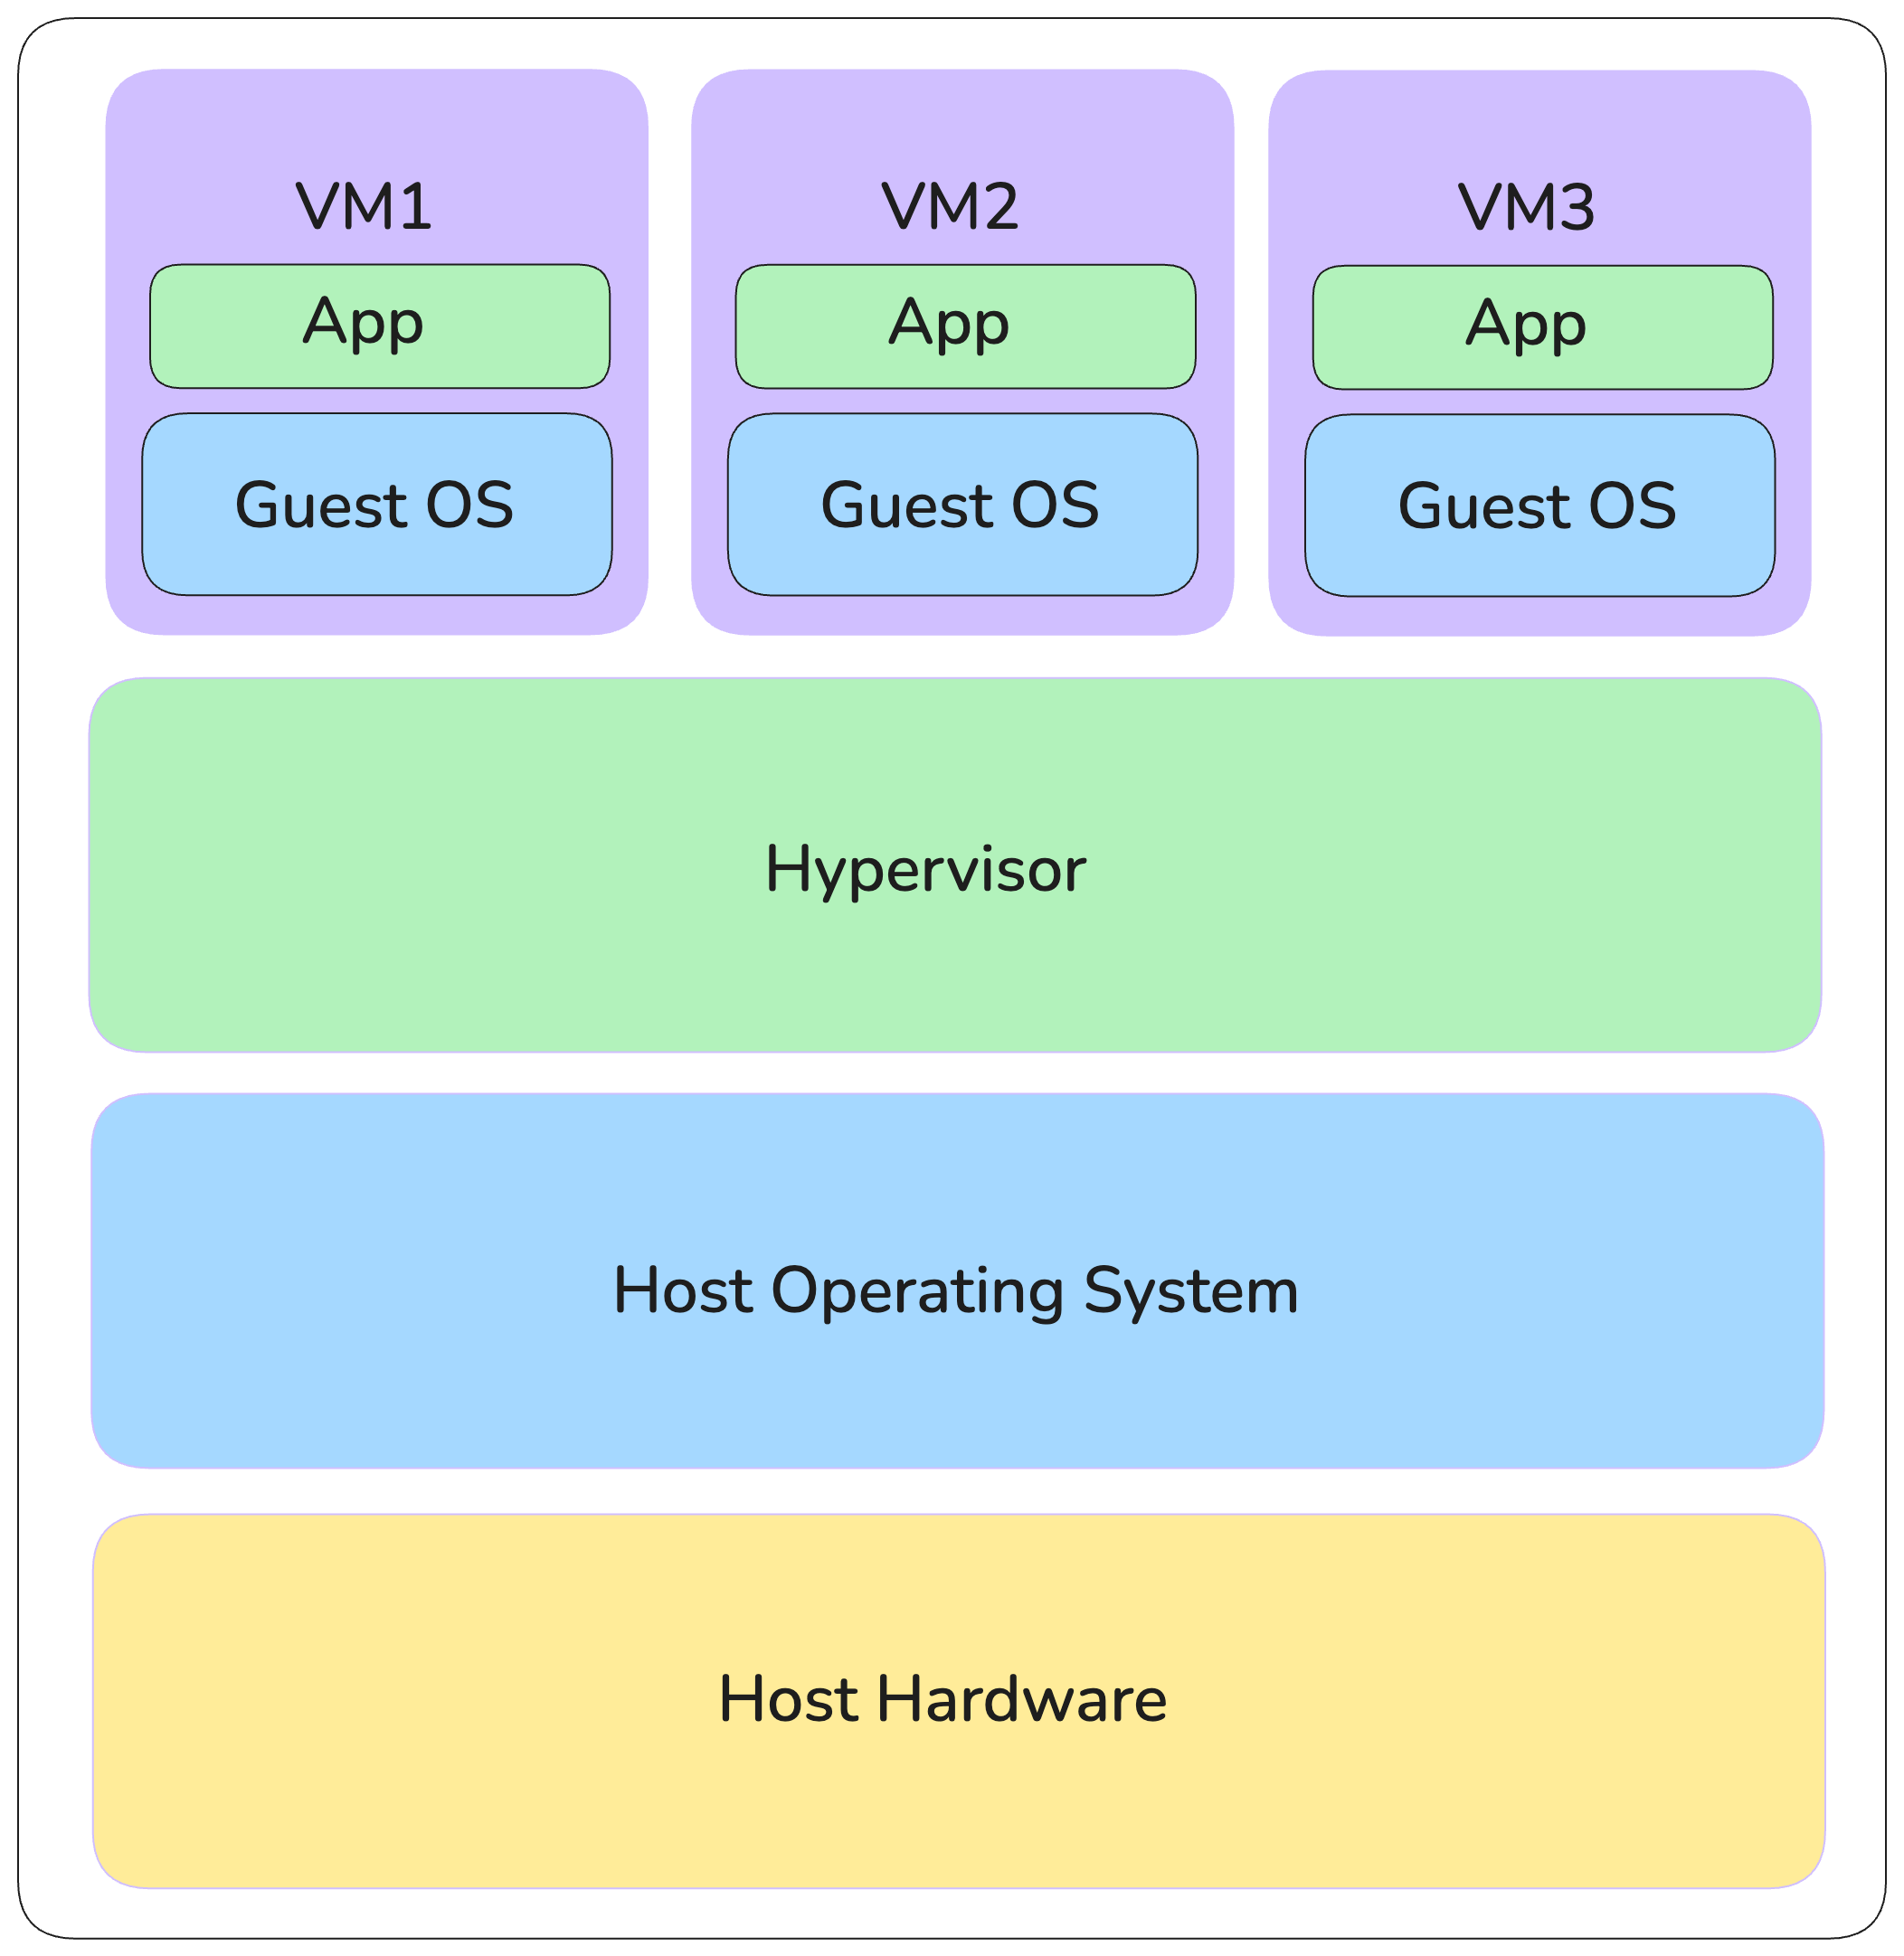 VM1
App
Guest OS
VM2
App
Guest OS
VM3
App
Guest OS
Hypervisor
Host Operating System
Host Hardware